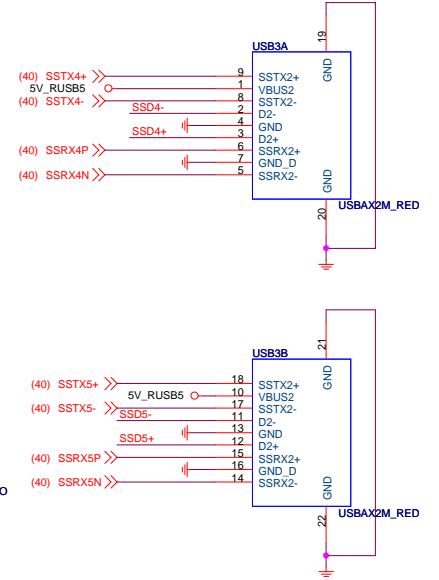 USB3A
19
GND
(40) SSTX4+ 9 SSTX2+
5V_RUSB5 1 VBUS2
(40) SSTX4- 8 SSTX2-
SSD4- 2 D2-
4 GND
SSD4+ 3 D2+
(40) SSRX4P 6 SSRX2+
7 GND_D
(40) SSRX4N 5 SSRX2-
GND
20
USBAX2M_RED
USB3B
21
GND
(40) SSTX5+ 18 SSTX2+
5V_RUSB5 10 VBUS2
(40) SSTX5- 17 SSTX2-
SSD5- 11 D2-
13 GND
SSD5+ 12 D2+
(40) SSRX5P 15 SSRX2+
16 GND_D
(40) SSRX5N 14 SSRX2-
O
GND
22
USBAX2M_RED